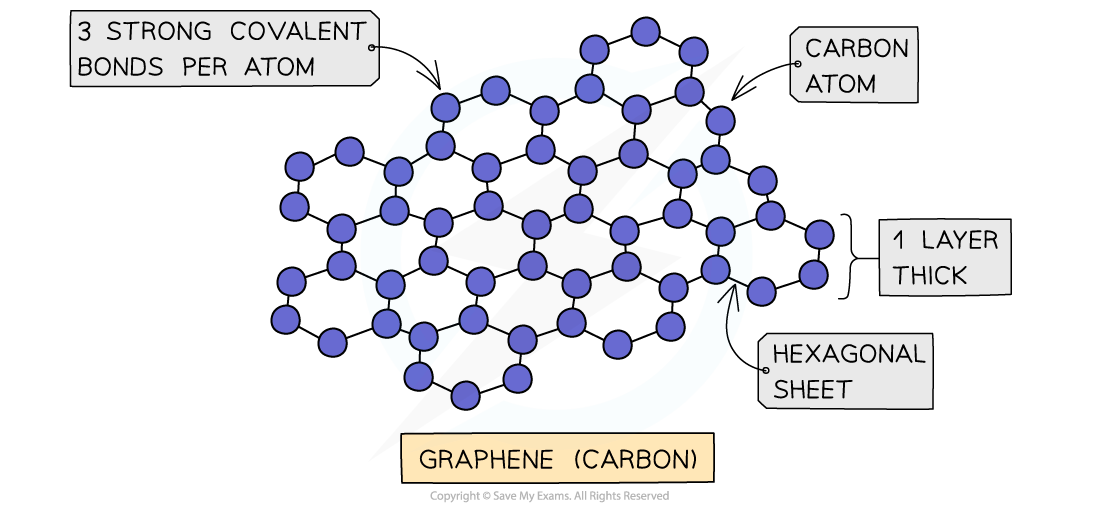 3 STRONG COVALENT
BONDS PER ATOM
CARBON
ATOM
1 LAYER
THICK
HEXAGONAL
SHEET
GRAPHENE (CARBON)
Copyright © Save My Exams. All Rights Reserved